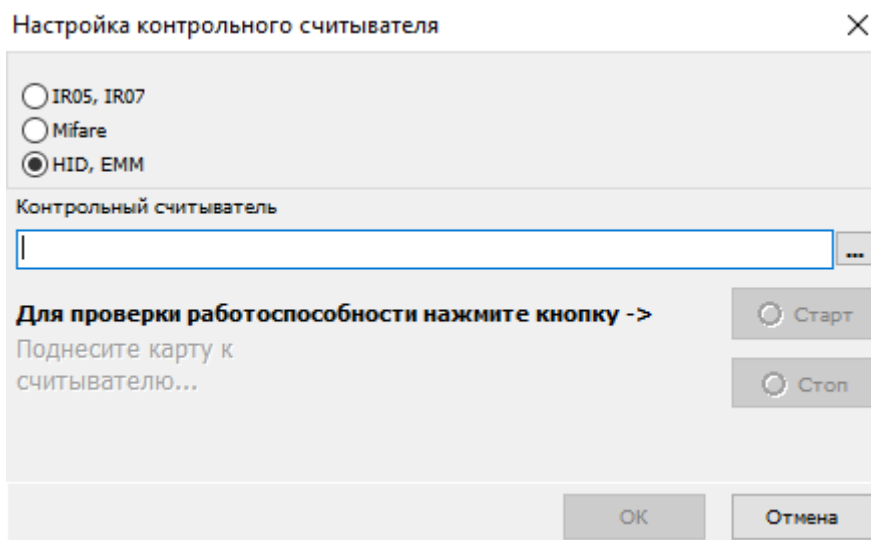 Настройка контрольного считывателя
IR05, IR07
Mifare
HID, EMM
Контрольный считыватель
...
Для проверки работоспособности нажмите кнопку ->
Старт
Поднесите карту к
считывателю...
Стоп
OK
Отмена